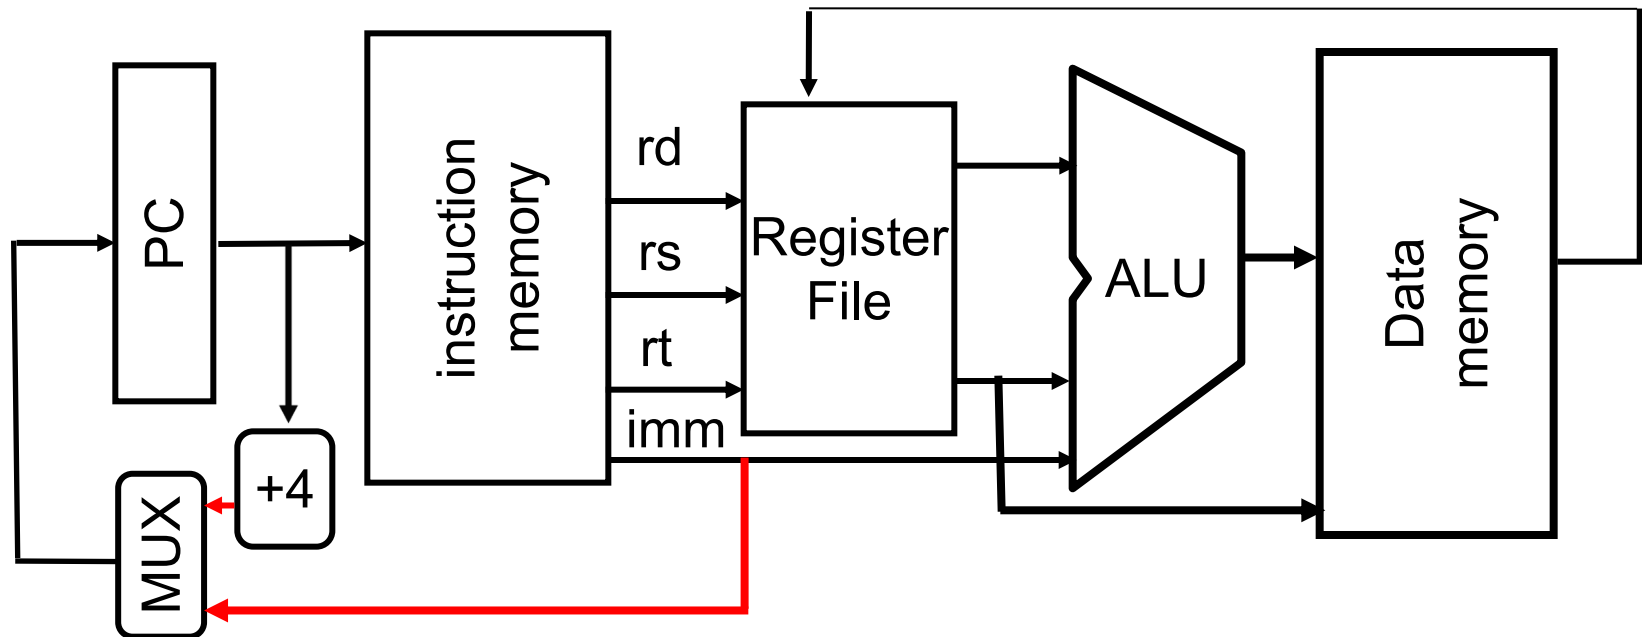 PC
instruction
memory
rd
rs
rt
imm
Register
File
ALU
Data
memory
+4
MUX